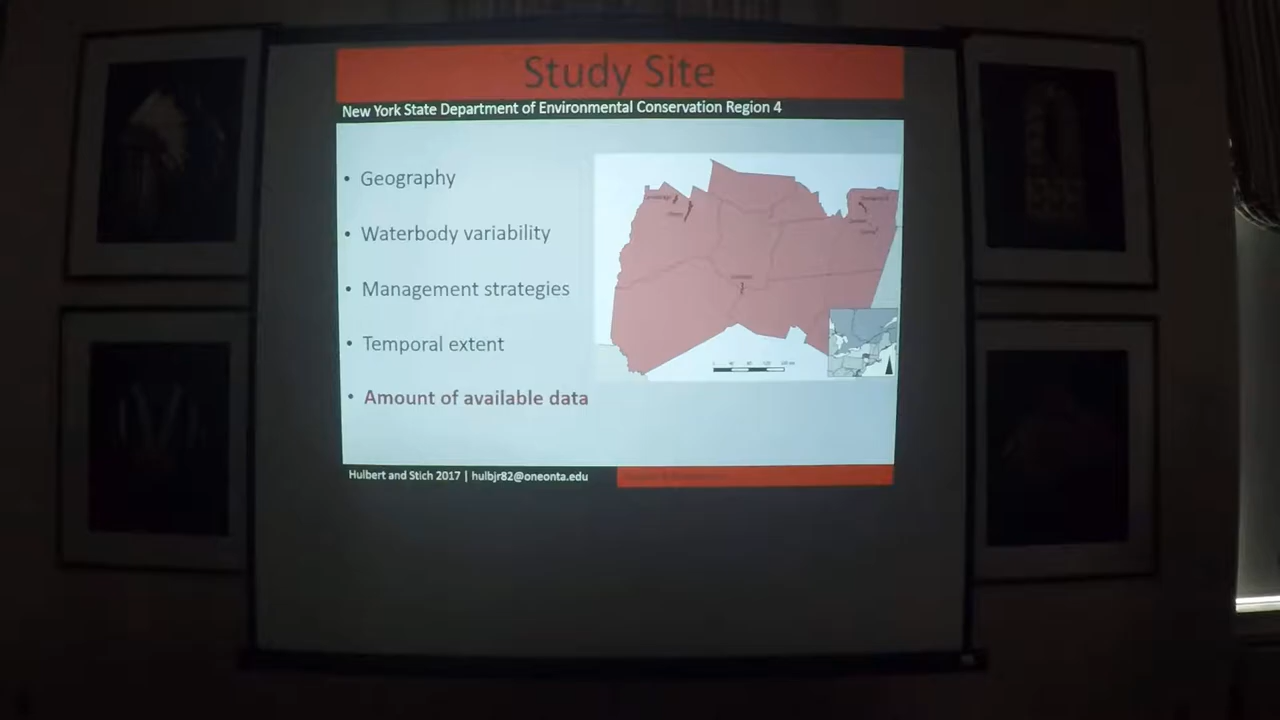 Study Site
New York State Department of Environmental Conservation Region 4
• Geography
• Waterbody variability
• Management strategies
• Temporal extent
• Amount of available data
Hulbert and Stich 2017 | hulbjr82@oneonta.edu